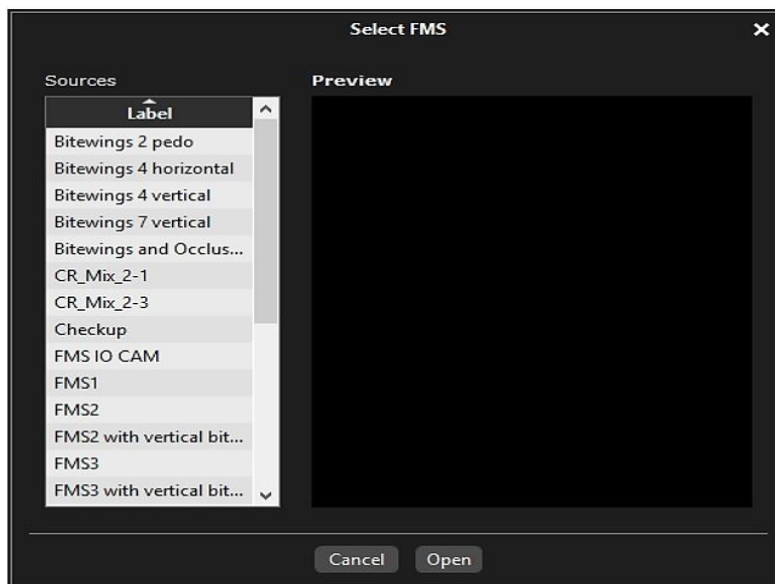 Select FMS
Sources
Preview
Label
Bitewings 2 pedo
Bitewings 4 horizontal
Bitewings 4 vertical
Bitewings 7 vertical
Bitewings and Occlus...
CR_Mix_2-1
CR_Mix_2-3
Checkup
FMS IO CAM
FMS1
FMS2
FMS2 with vertical bit...
FMS3
FMS3 with vertical bit...
Cancel
Open